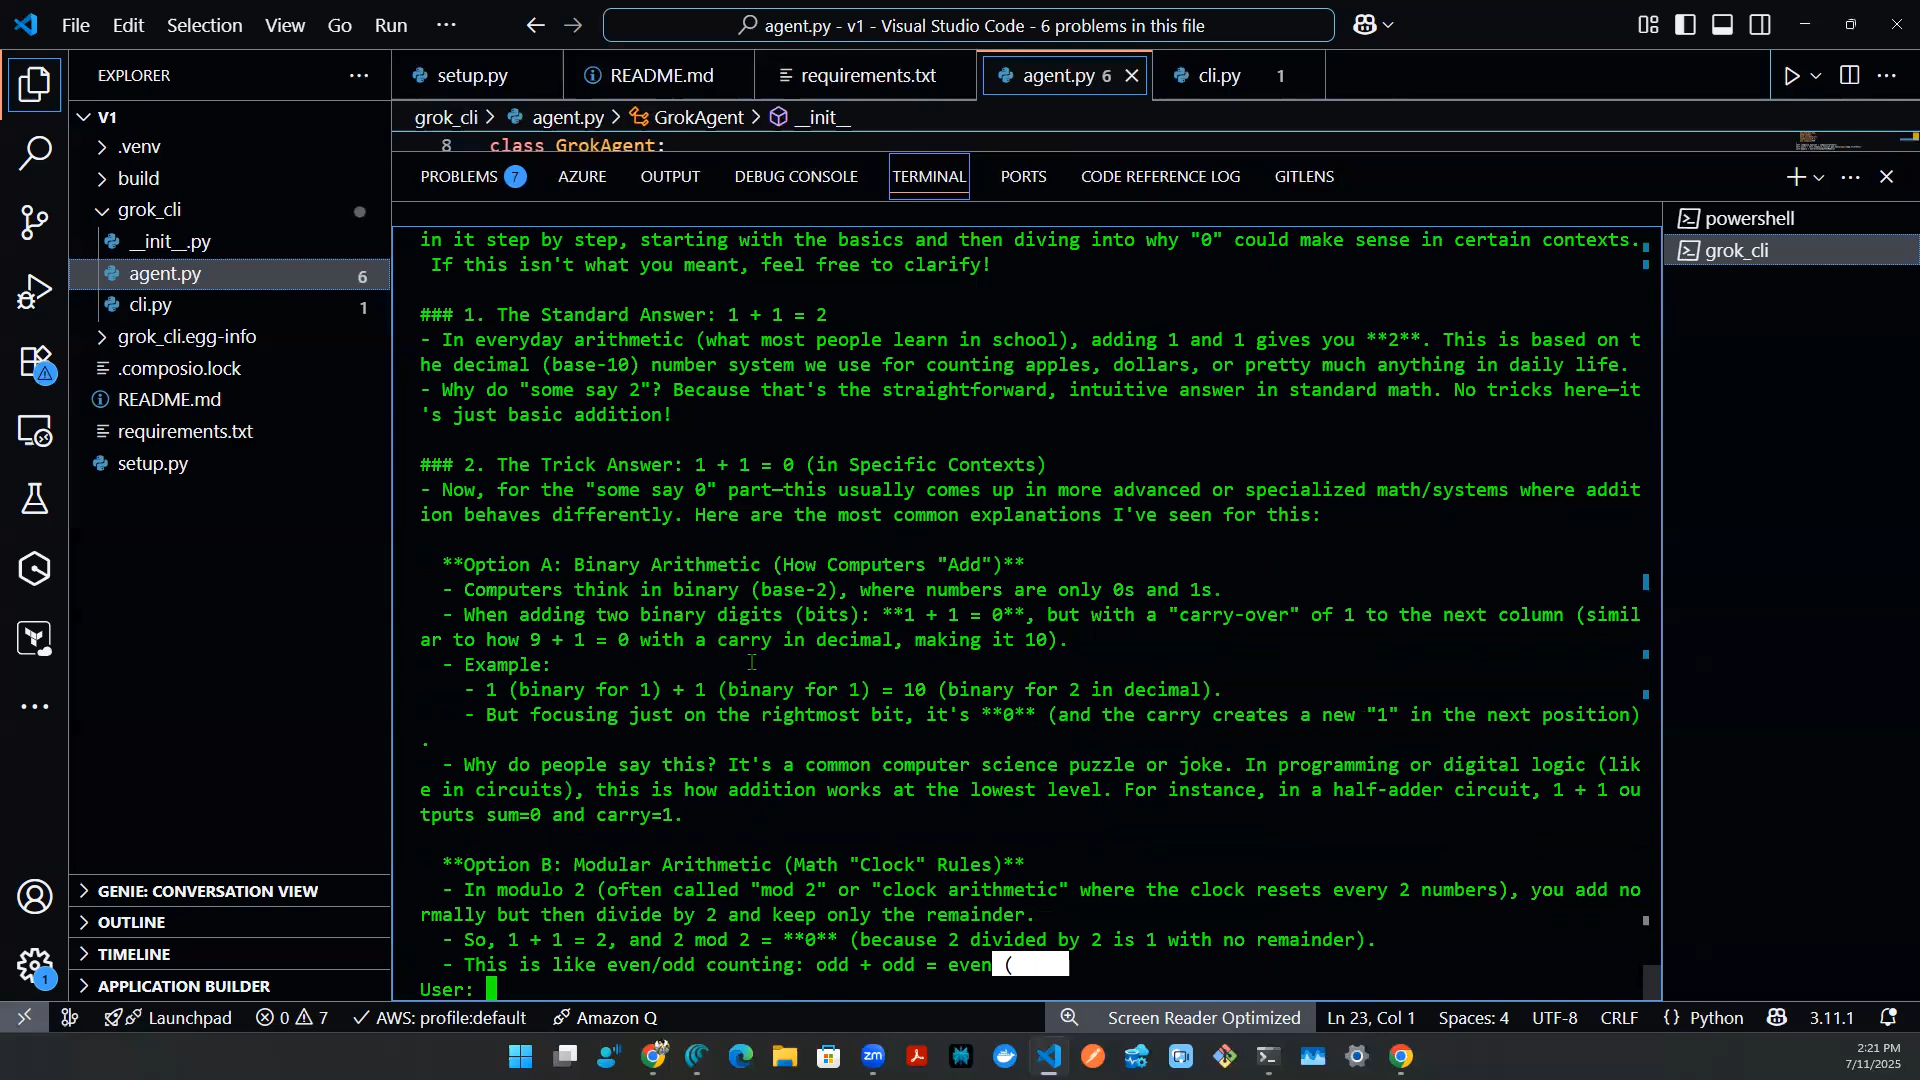 File Edit Selection View Go Run ···
agent.py - v1 - Visual Studio Code - 6 problems in this file
EXPLORER ···
V1
.venv
build
grok_cli
__init__.py
agent.py 6
cli.py 1
grok_cli.egg-info
.composio.lock
README.md
requirements.txt
setup.py
GENIE: CONVERSATION VIEW
OUTLINE
TIMELINE
APPLICATION BUILDER
setup.py README.md requirements.txt agent.py 6 cli.py 1
grok_cli > agent.py > GrokAgent > __init__
8 class GrokAgent:
PROBLEMS 7 AZURE OUTPUT DEBUG CONSOLE TERMINAL PORTS CODE REFERENCE LOG GITLENS
powershell
grok_cli
in it step by step, starting with the basics and then diving into why "0" could make sense in certain contexts.
If this isn't what you meant, feel free to clarify!
### 1. The Standard Answer: 1 + 1 = 2
- In everyday arithmetic (what most people learn in school), adding 1 and 1 gives you **2**. This is based on t
he decimal (base-10) number system we use for counting apples, dollars, or pretty much anything in daily life.
- Why do "some say 2"? Because that's the straightforward, intuitive answer in standard math. No tricks here—it
's just basic addition!
### 2. The Trick Answer: 1 + 1 = 0 (in Specific Contexts)
- Now, for the "some say 0" part—this usually comes up in more advanced or specialized math/systems where addit
ion behaves differently. Here are the most common explanations I've seen for this:
**Option A: Binary Arithmetic (How Computers "Add")**
- Computers think in binary (base-2), where numbers are only 0s and 1s.
- When adding two binary digits (bits): **1 + 1 = 0**, but with a "carry-over" of 1 to the next column (simil
ar to how 9 + 1 = 0 with a carry in decimal, making it 10).
- Example:
- 1 (binary for 1) + 1 (binary for 1) = 10 (binary for 2 in decimal).
- But focusing just on the rightmost bit, it's **0** (and the carry creates a new "1" in the next position)
.
- Why do people say this? It's a common computer science puzzle or joke. In programming or digital logic (lik
e in circuits), this is how addition works at the lowest level. For instance, in a half-adder circuit, 1 + 1 ou
tputs sum=0 and carry=1.
**Option B: Modular Arithmetic (Math "Clock" Rules)**
- In modulo 2 (often called "mod 2" or "clock arithmetic" where the clock resets every 2 numbers), you add no
rmally but then divide by 2 and keep only the remainder.
- So, 1 + 1 = 2, and 2 mod 2 = **0** (because 2 divided by 2 is 1 with no remainder).
- This is like even/odd counting: odd + odd = even (
User:
1
Launchpad 0 7 AWS: profile:default Amazon Q Screen Reader Optimized Ln 23, Col 1 Spaces: 4 UTF-8 CRLF {} Python 3.11.1
zm
2:21 PM
7/11/2025